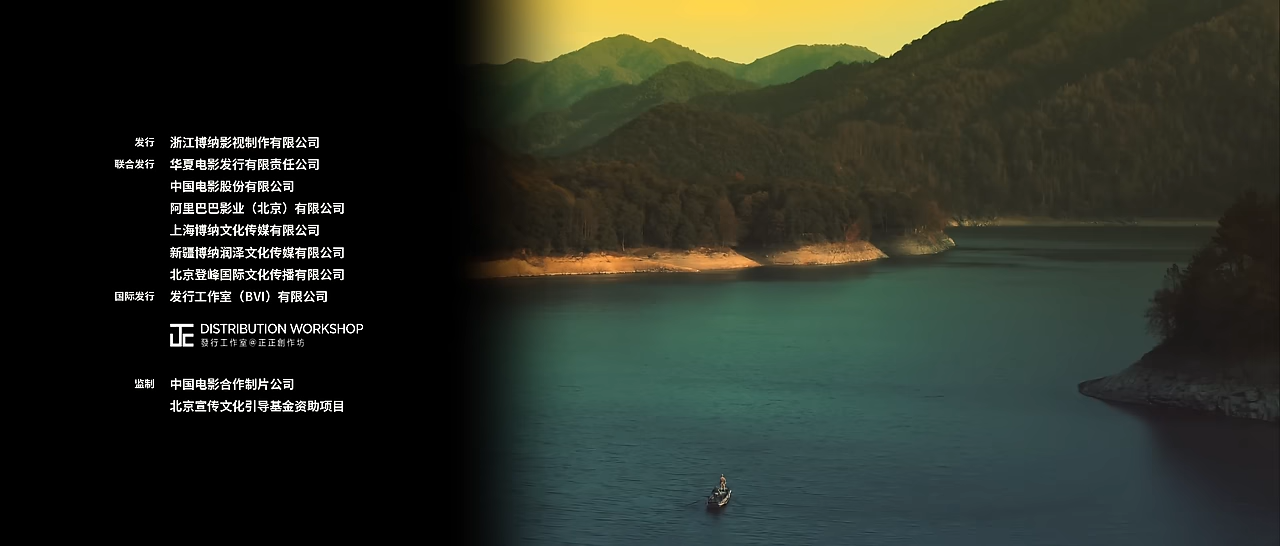 发行 浙江博纳影视制作有限公司
联合发行 华夏电影发行有限责任公司
中国电影股份有限公司
阿里巴巴影业（北京）有限公司
上海博纳文化传媒有限公司
新疆博纳润泽文化传媒有限公司
北京登峰国际文化传播有限公司
国际发行 发行工作室（BVI）有限公司
DISTRIBUTION WORKSHOP
發行工作室@正正創作坊
监制 中国电影合作制片公司
北京宣传文化引导基金资助项目